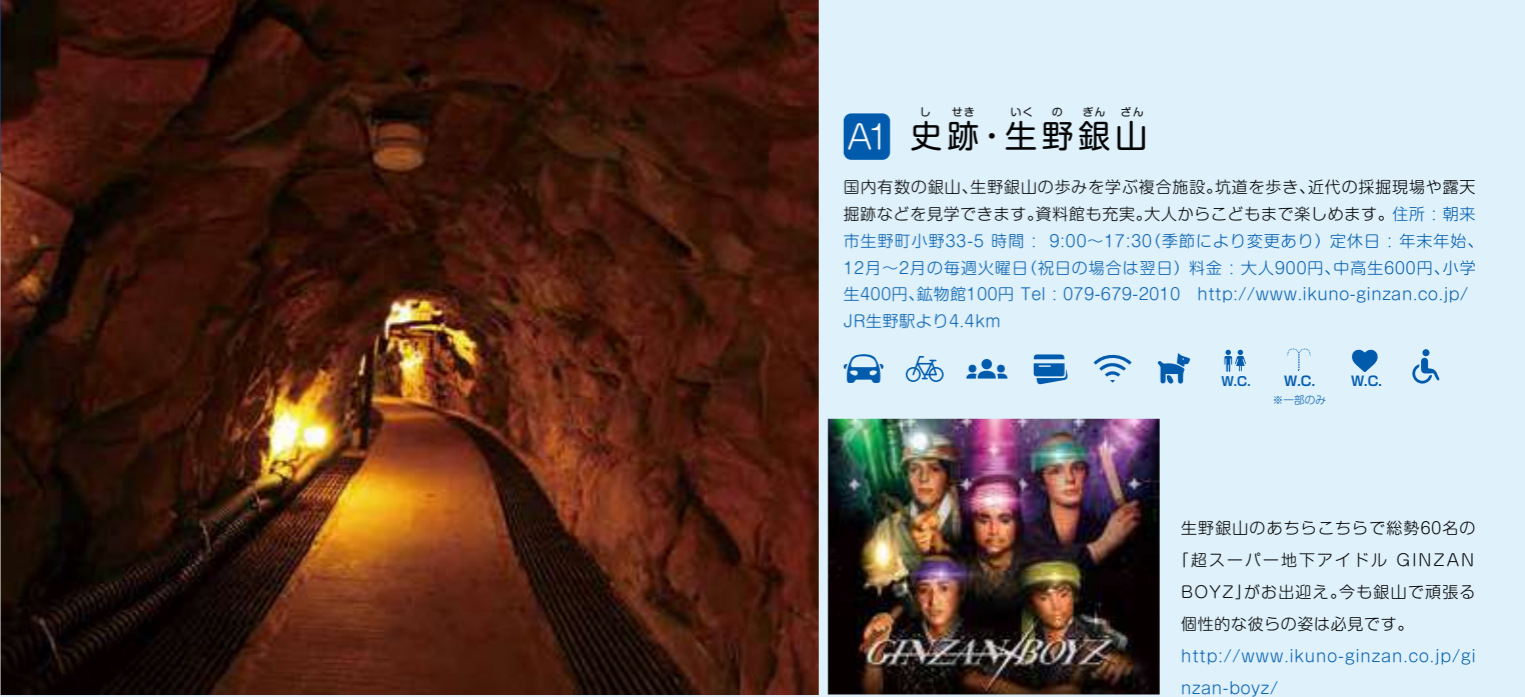 A1 史跡・生野銀山
し せき いく の ぎん ざん
国内有数の銀山、生野銀山の歩みを学ぶ複合施設。坑道を歩き、近代の採掘現場や露天
掘跡などを見学できます。資料館も充実。大人からこどもまで楽しめます。 住所 : 朝来
市生野町小野33-5 時間 : 9:00〜17:30(季節により変更あり) 定休日 : 年末年始、
12月〜2月の毎週火曜日(祝日の場合は翌日) 料金 : 大人900円、中高生600円、小学
生400円、鉱物館100円 Tel : 079-679-2010 http://www.ikuno-ginzan.co.jp/
JR生野駅より4.4km
W.C. W.C. W.C.
※一部のみ
GINZAN BOYZ
生野銀山のあちらこちらで総勢60名の
「超スーパー地下アイドル GINZAN
BOYZ」がお出迎え。今も銀山で頑張る
個性的な彼らの姿は必見です。
http://www.ikuno-ginzan.co.jp/gi
nzan-boyz/